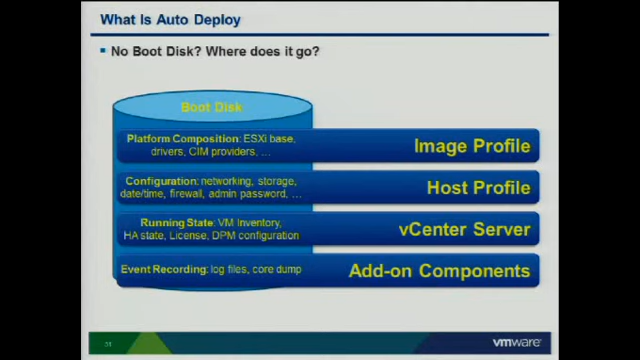 What Is Auto Deploy
No Boot Disk? Where does it go?
Boot Disk
Platform Composition: ESXi base,
drivers, CIM providers, …
Image Profile
Configuration: networking, storage,
date/time, firewall, admin password, …
Host Profile
Running State: VM Inventory,
HA state, License, DPM configuration
vCenter Server
Event Recording: log files, core dump
Add-on Components
31
vmware